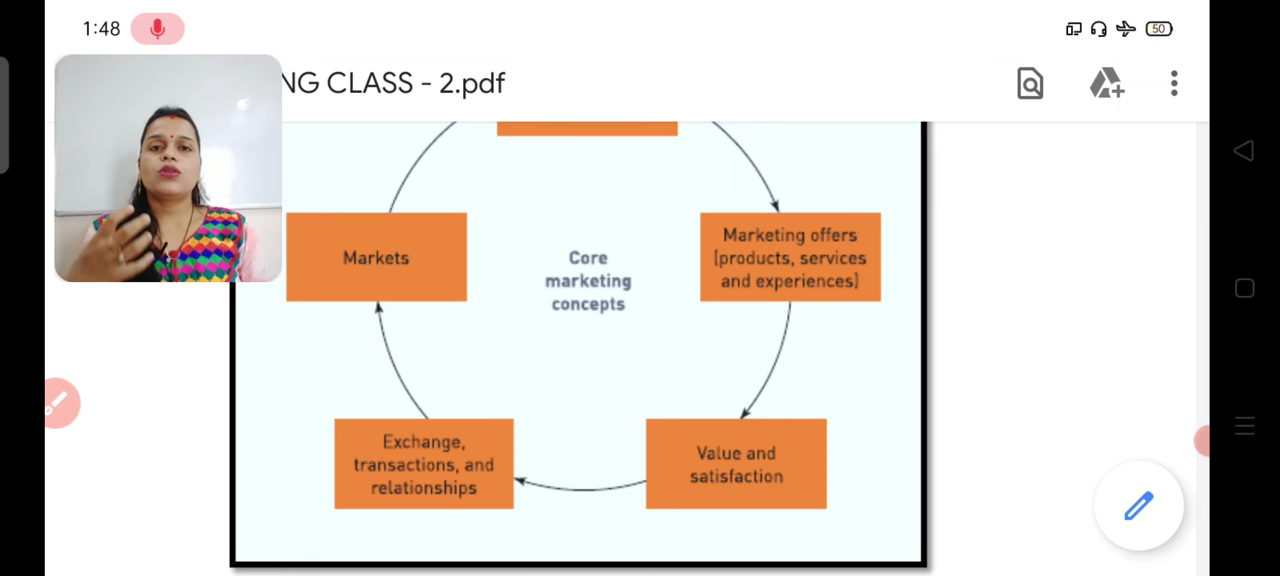 1:48
50
NG CLASS - 2.pdf
Markets
Core
marketing
concepts
Marketing offers
(products, services
and experiences)
Exchange,
transactions, and
relationships
Value and
satisfaction